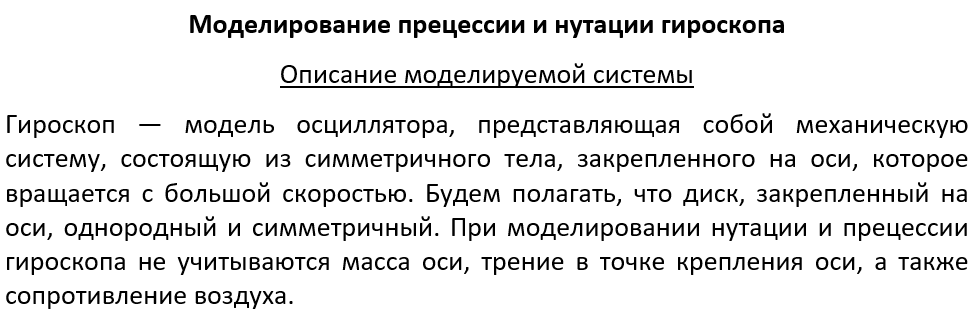 Моделирование прецессии и нутации гироскопа
Описание моделируемой системы
Гироскоп — модель осциллятора, представляющая собой механическую
систему, состоящую из симметричного тела, закрепленного на оси, которое
вращается с большой скоростью. Будем полагать, что диск, закрепленный на
оси, однородный и симметричный. При моделировании нутации и прецессии
гироскопа не учитываются масса оси, трение в точке крепления оси, а также
сопротивление воздуха.